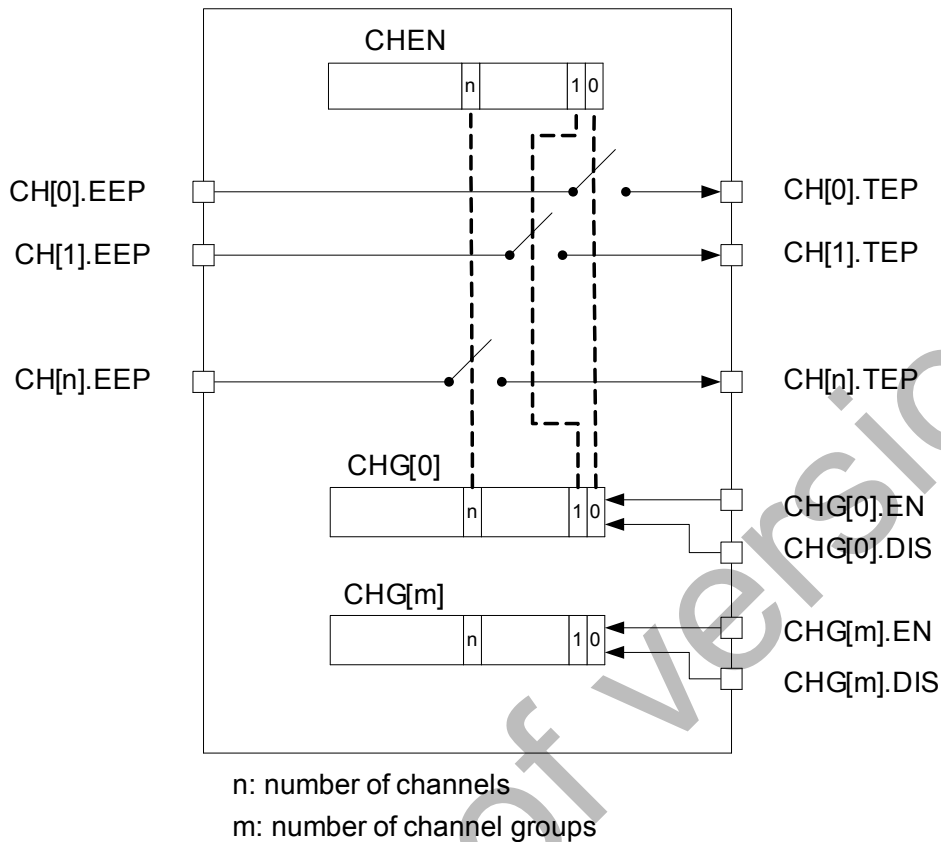 CHEN
n 1 0
CH[0].EEP CH[0].TEP
CH[1].EEP CH[1].TEP
CH[n].EEP CH[n].TEP
CHG[0]
n 1 0
CHG[0].EN
CHG[0].DIS
CHG[m]
n 1 0
CHG[m].EN
CHG[m].DIS
n: number of channels
m: number of channel groups
of versio